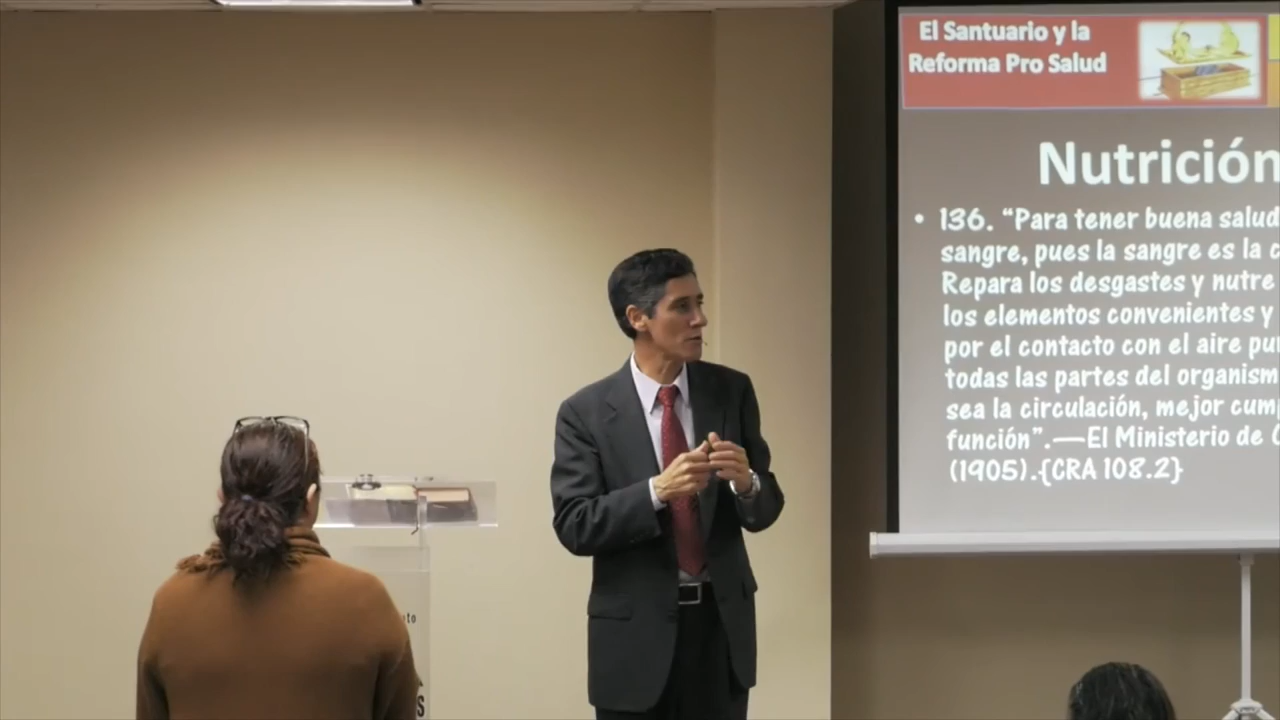 El Santuario y la
Reforma Pro Salud
Nutrición
• 136. “Para tener buena salud
sangre, pues la sangre es la
Repara los desgastes y nutre
los elementos convenientes y
por el contacto con el aire
todas las partes del organism
sea la circulación, mejor
función”.—El Ministerio de
(1905).{CRA 108.2}